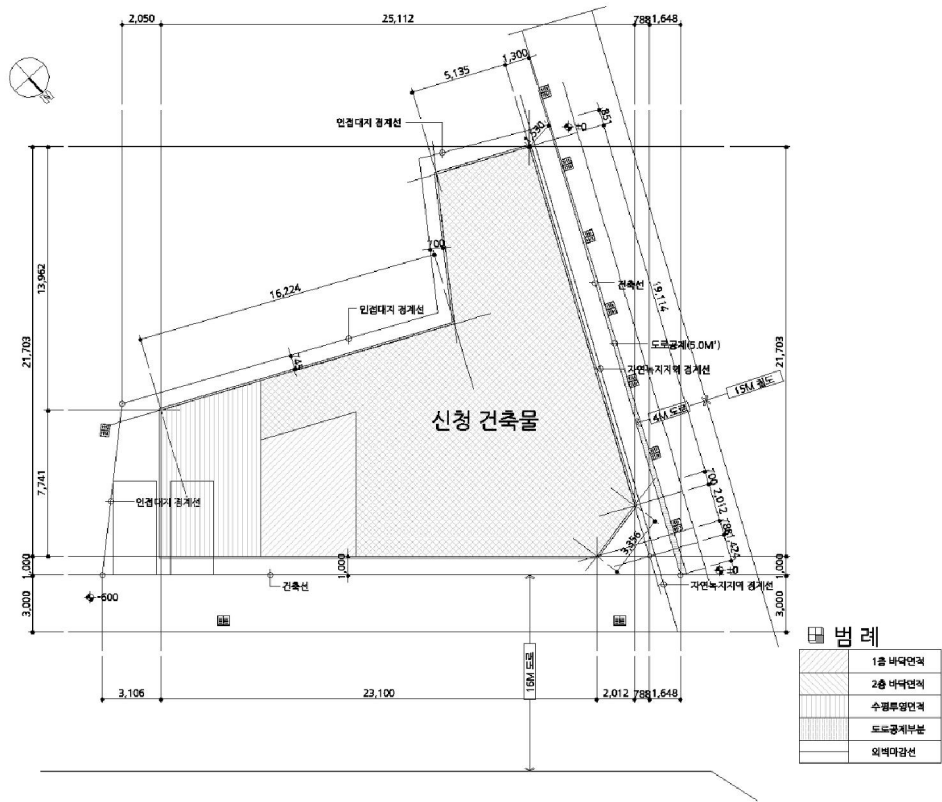 2,050
25,112
788
1,648
5,135
1,300
인접대지 경계선
1,530
±0
851
700
16,224
인접대지 경계선
건축선
19,114
도로공제(5.0M²)
자연녹지지역 경계선
15M 철도
4M 도로
신청 건축물
13,962
21,703
7,741
1,000
3,000
21,703
1,000
3,000
인접대지 경계선
700
2,012
788
1,424
3,356
±0
1,000
건축선
자연녹지지역 경계선
-600
16M 도로
3,106
23,100
2,012
788
1,648
범 례
1층 바닥면적
2층 바닥면적
수평투영면적
도로공제부분
외벽마감선